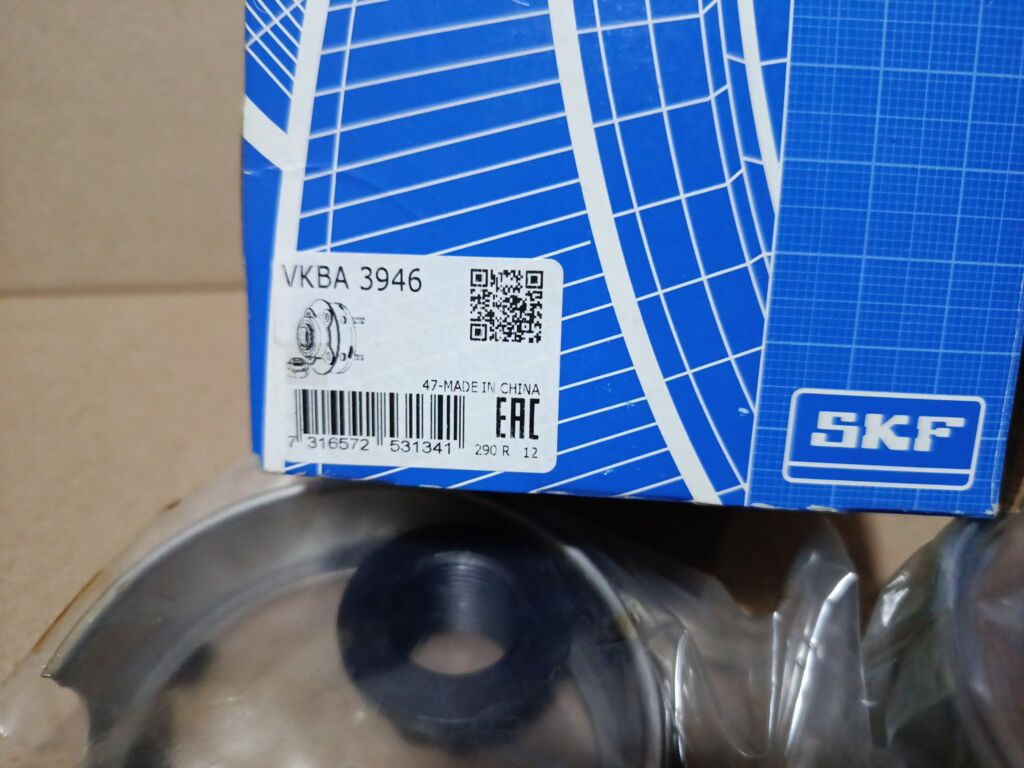 VKBA 3946
47-MADE IN CHINA
EAC
7 316572 531341
290 R 12
SKF